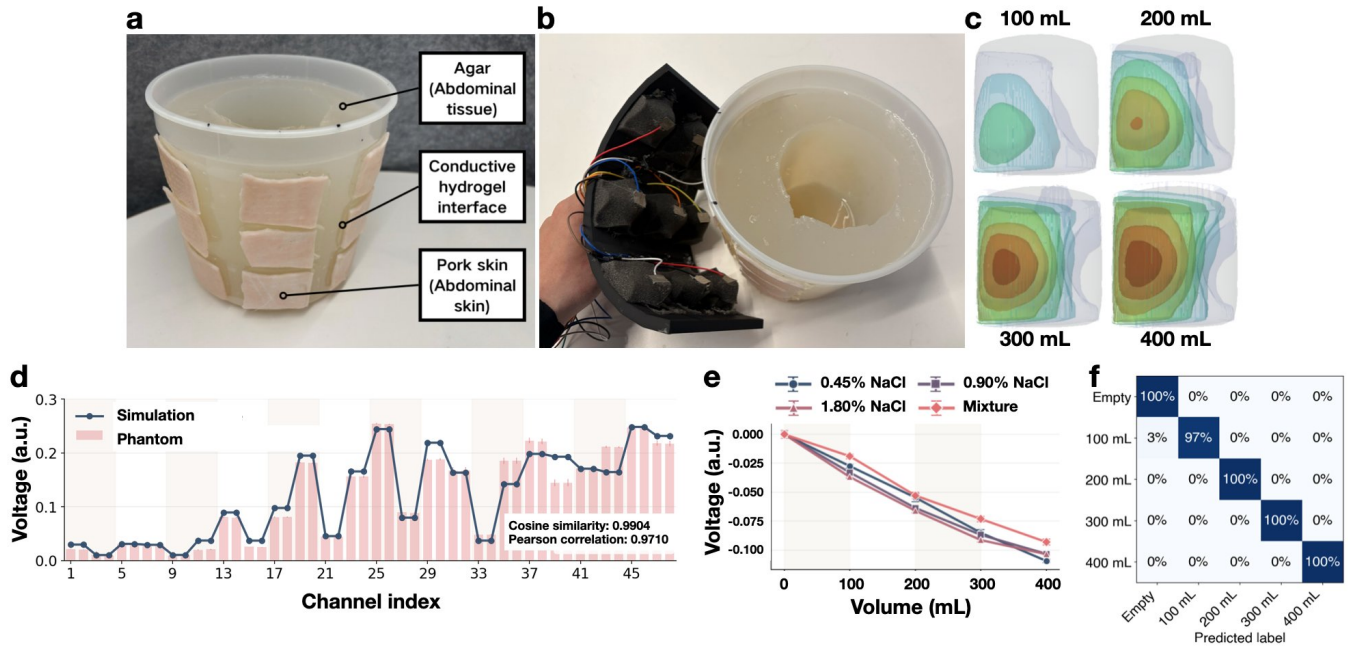 a
Agar
(Abdominal
tissue)
Conductive
hydrogel
interface
Pork skin
(Abdominal
skin)
b
c
100 mL
200 mL
300 mL
400 mL
d
Voltage (a.u.)
0.3
0.2
0.1
0.0
Simulation
Phantom
Cosine similarity: 0.9904
Pearson correlation: 0.9710
1 5 9 13 17 21 25 29 33 37 41 45
Channel index
e
0.45% NaCl
0.90% NaCl
1.80% NaCl
Mixture
Voltage (a.u.)
0.000
-0.025
-0.050
-0.075
-0.100
0 100 200 300 400
Volume (mL)
f
Empty 100% 0% 0% 0% 0%
100 mL 3% 97% 0% 0% 0%
200 mL 0% 0% 100% 0% 0%
300 mL 0% 0% 0% 100% 0%
400 mL 0% 0% 0% 0% 100%
Empty 100 mL 200 mL 300 mL 400 mL
Predicted label